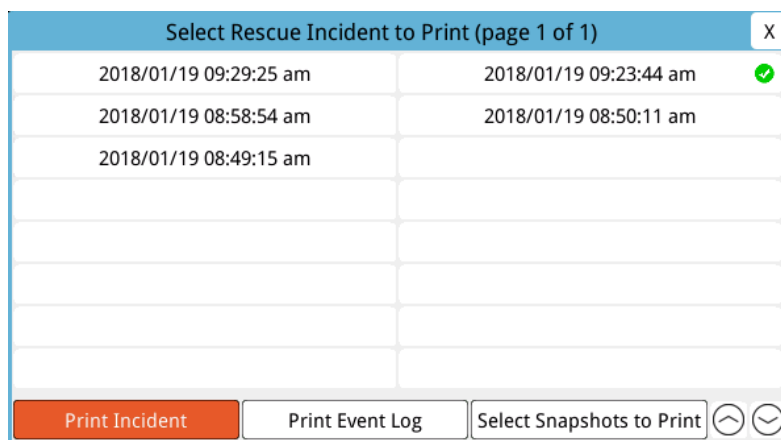 Select Rescue Incident to Print (page 1 of 1) X
2018/01/19 09:29:25 am 2018/01/19 09:23:44 am
2018/01/19 08:58:54 am 2018/01/19 08:50:11 am
2018/01/19 08:49:15 am
Print Incident Print Event Log Select Snapshots to Print